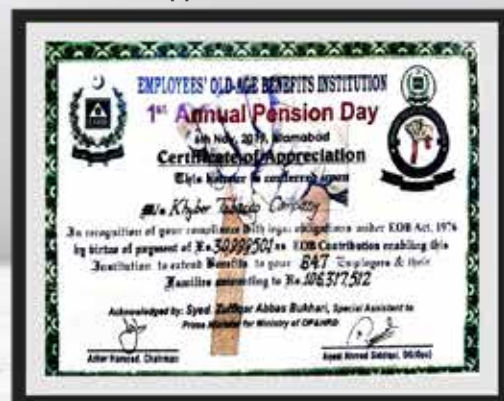 EMPLOYEES' OLD-AGE BENEFITS INSTITUTION
1st Annual Pension Day
6th Nov, 2019, Islamabad
Certificate of Appreciation
This honour is conferred upon
M/s Khyber Tobacco Company
In recognition of your compliance with legal obligations under EOB Act, 1976
by virtue of payment of Rs. as EOB Contribution enabling this
Institution to extend Benefits to your 847 Employees & their
Families amounting to Rs. 106,317,512
Acknowledged by: Syed Zulfiqar Abbas Bukhari, Special Assistant to
Prime Minister for Ministry of OP&HRD
Chairman